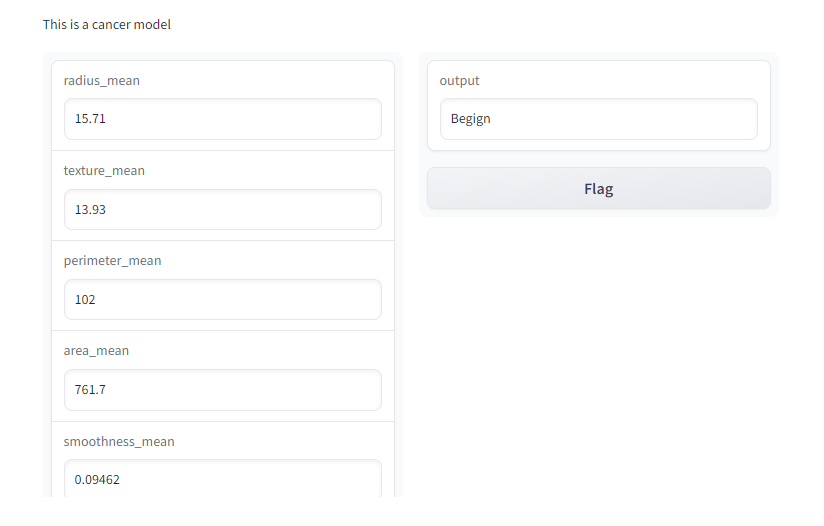 This is a cancer model
radius_mean
15.71
texture_mean
13.93
perimeter_mean
102
area_mean
761.7
smoothness_mean
0.09462
output
Begign
Flag